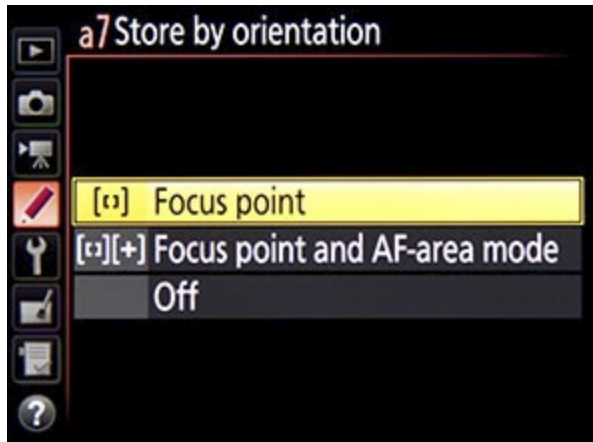 a7 Store by orientation
Focus point
Focus point and AF-area mode
Off